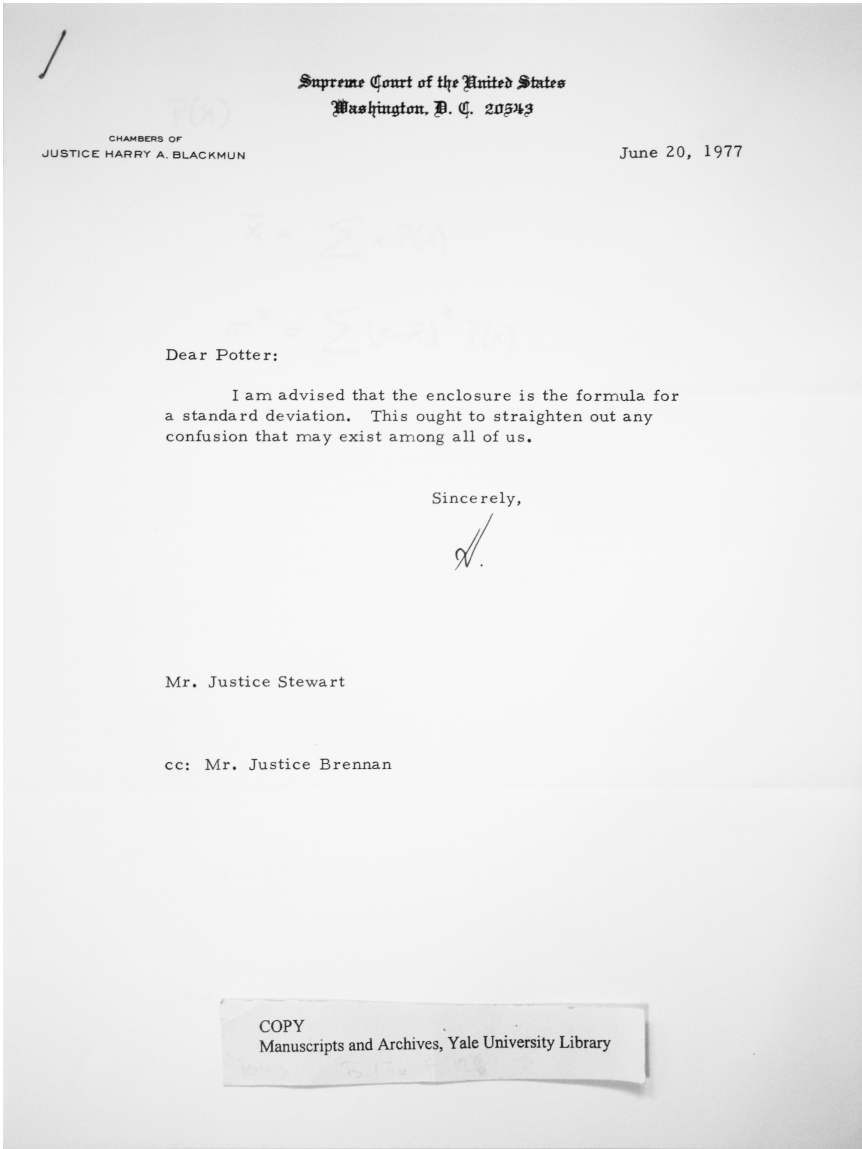 Supreme Court of the United States
Washington, D. C. 20543
CHAMBERS OF
JUSTICE HARRY A. BLACKMUN
June 20, 1977
P(x)
x̄ = ∑ x P(x)
σ² = ∑ (x-x̄)² P(x)
Dear Potter:
I am advised that the enclosure is the formula for
a standard deviation. This ought to straighten out any
confusion that may exist among all of us.
Sincerely,
H.
Mr. Justice Stewart
cc: Mr. Justice Brennan
COPY
Manuscripts and Archives, Yale University Library